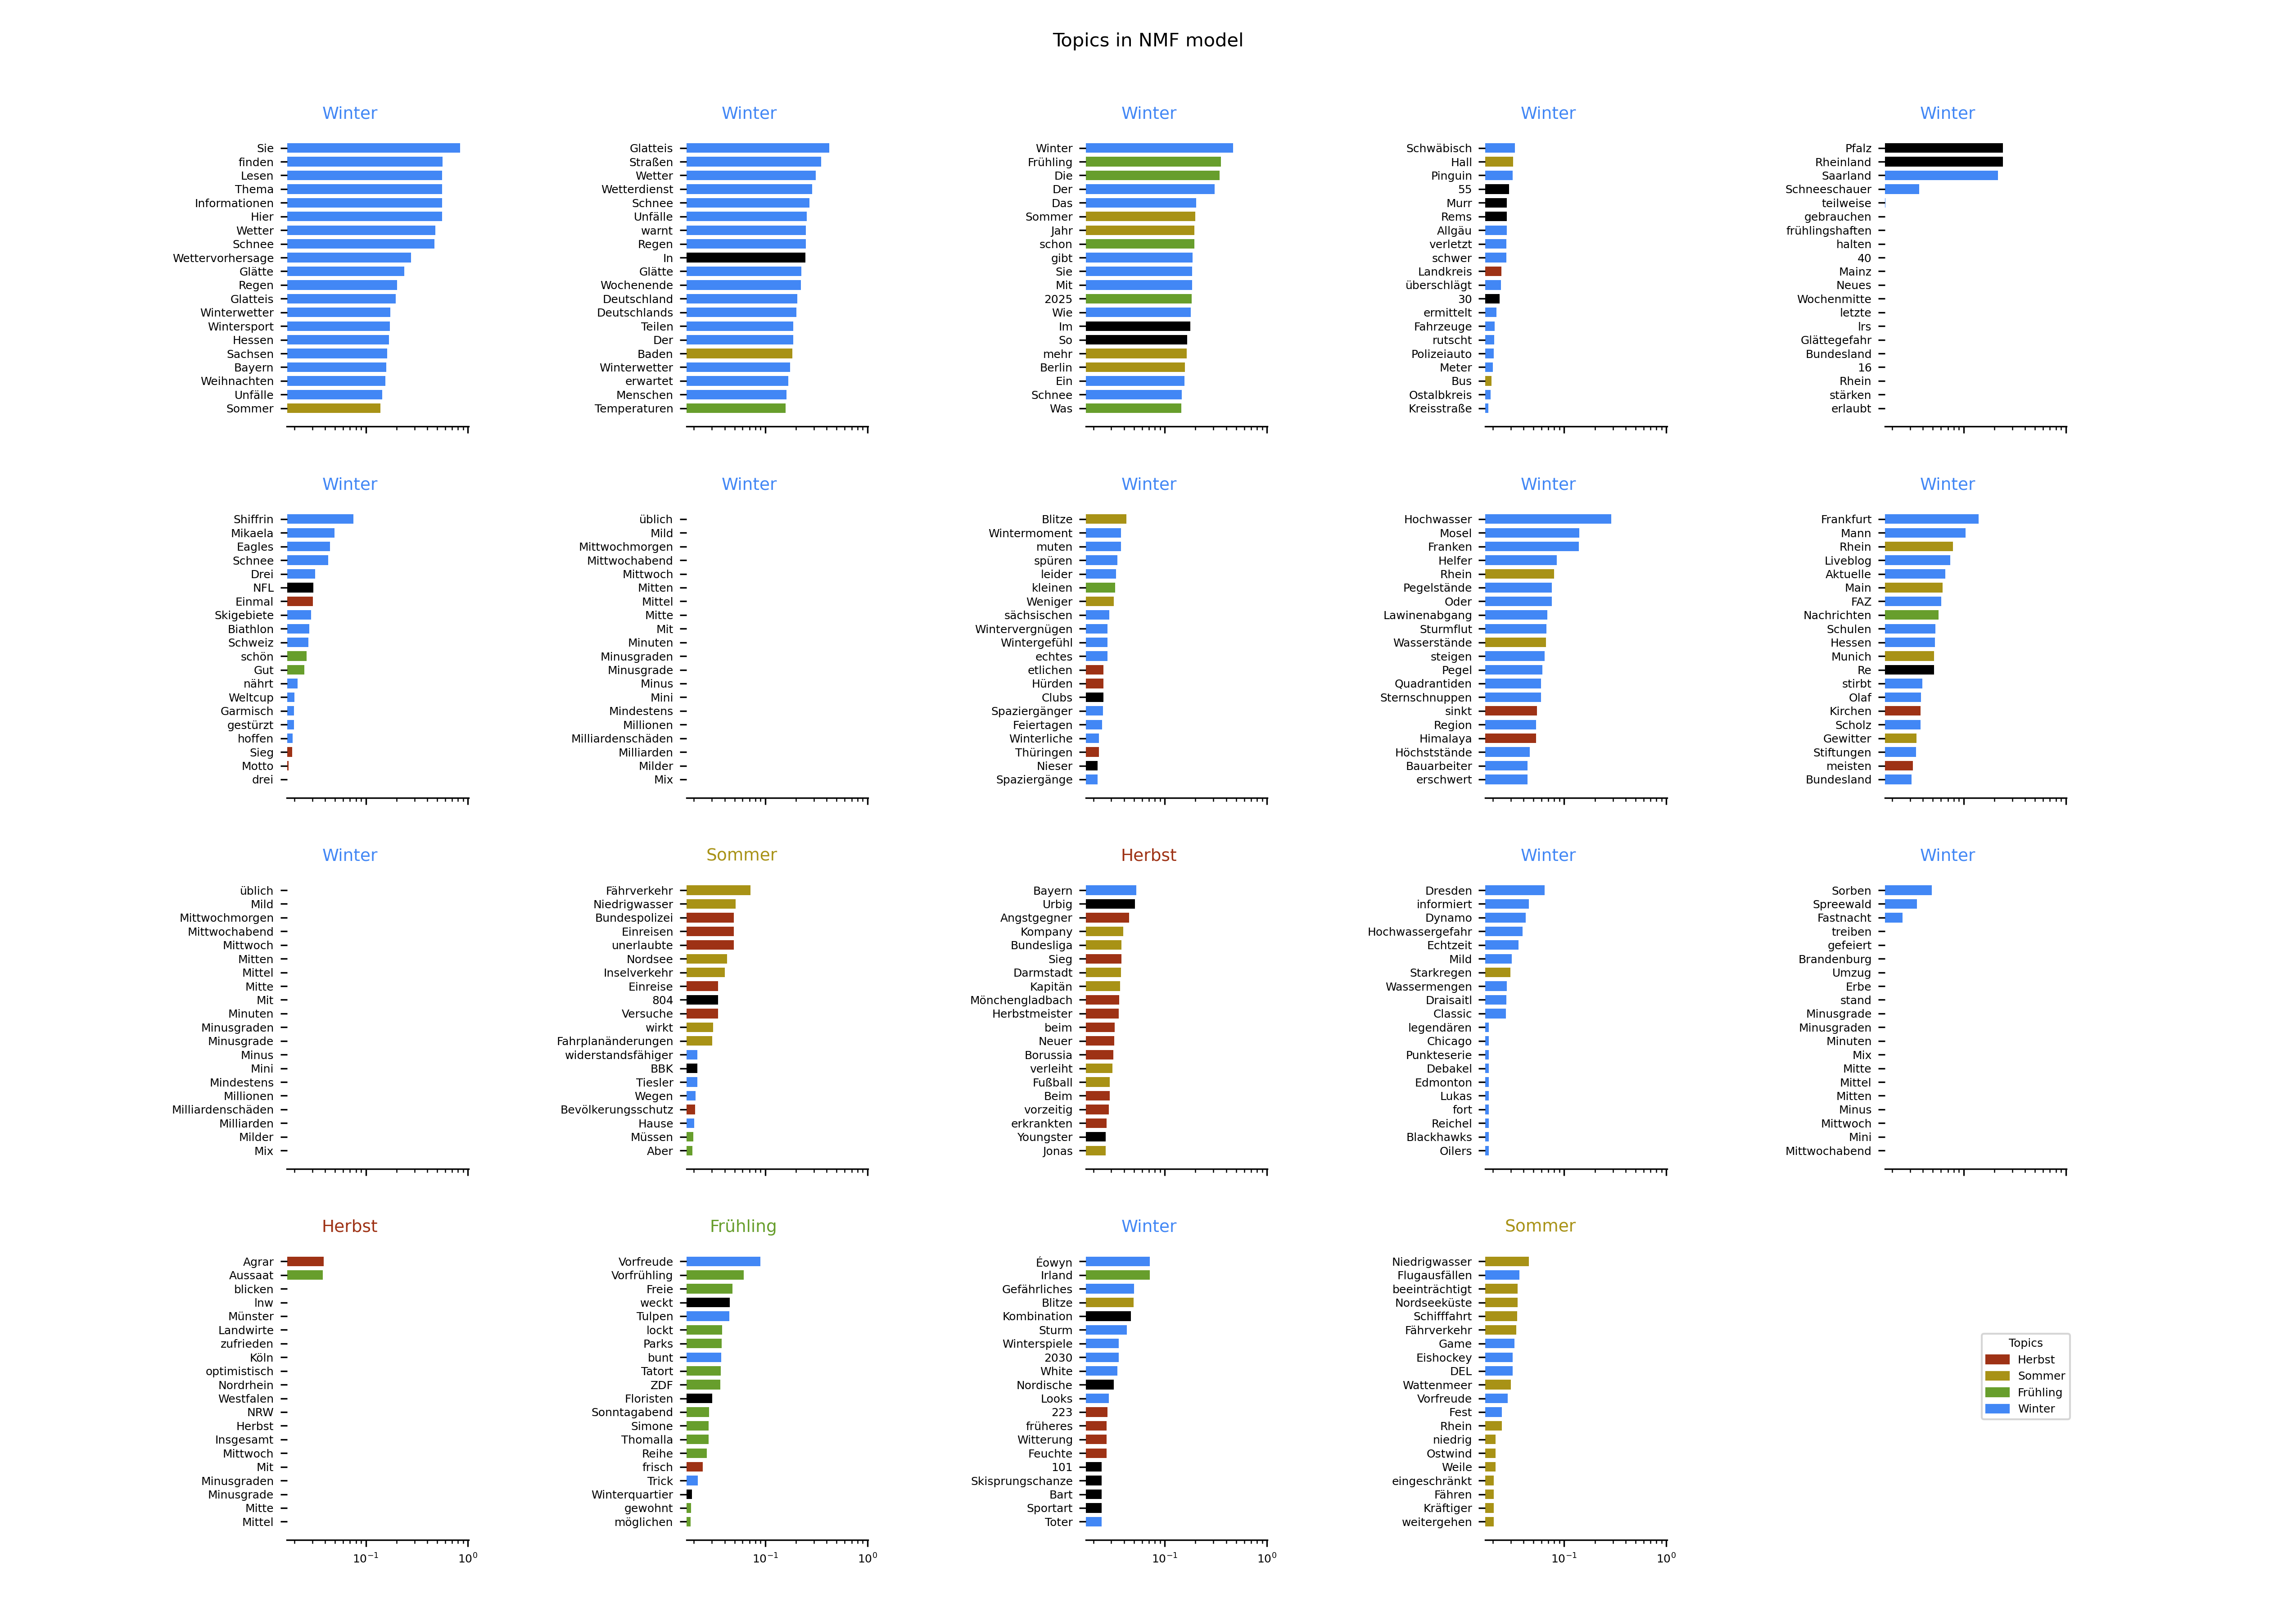 Topics in NMF model
Winter
Sie
finden
Lesen
Thema
Informationen
Hier
Wetter
Schnee
Wettervorhersage
Glätte
Regen
Glatteis
Winterwetter
Wintersport
Hessen
Sachsen
Bayern
Weihnachten
Unfälle
Sommer
Winter
Glatteis
Straßen
Wetter
Wetterdienst
Schnee
Unfälle
warnt
Regen
In
Glätte
Wochenende
Deutschland
Deutschlands
Teilen
Der
Baden
Winterwetter
erwartet
Menschen
Temperaturen
Winter
Winter
Frühling
Die
Der
Das
Sommer
Jahr
schon
gibt
Sie
Mit
2025
Wie
Im
So
mehr
Berlin
Ein
Schnee
Was
Winter
Schwäbisch
Hall
Pinguin
55
Murr
Rems
Allgäu
verletzt
schwer
Landkreis
überschlägt
30
ermittelt
Fahrzeuge
rutscht
Polizeiauto
Meter
Bus
Ostalbkreis
Kreisstraße
Winter
Pfalz
Rheinland
Saarland
Schneeschauer
teilweise
gebrauchen
frühlingshaften
halten
40
Mainz
Neues
Wochenmitte
letzte
lrs
Glättegefahr
Bundesland
16
Rhein
stärken
erlaubt
Winter
Shiffrin
Mikaela
Eagles
Schnee
Drei
NFL
Einmal
Skigebiete
Biathlon
Schweiz
schön
Gut
nährt
Weltcup
Garmisch
gestürzt
hoffen
Sieg
Motto
drei
Winter
üblich
Mild
Mittwochmorgen
Mittwochabend
Mittwoch
Mitten
Mittel
Mitte
Mit
Minuten
Minusgraden
Minusgrade
Minus
Mini
Mindestens
Millionen
Milliardenschäden
Milliarden
Milder
Mix
Winter
Blitze
Wintermoment
muten
spüren
leider
kleinen
Weniger
sächsischen
Wintervergnügen
Wintergefühl
echtes
etlichen
Hürden
Clubs
Spaziergänger
Feiertagen
Winterliche
Thüringen
Nieser
Spaziergänge
Winter
Hochwasser
Mosel
Franken
Helfer
Rhein
Pegelstände
Oder
Lawinenabgang
Sturmflut
Wasserstände
steigen
Pegel
Quadrantiden
Sternschnuppen
sinkt
Region
Himalaya
Höchststände
Bauarbeiter
erschwert
Winter
Frankfurt
Mann
Rhein
Liveblog
Aktuelle
Main
FAZ
Nachrichten
Schulen
Hessen
Munich
Re
stirbt
Olaf
Kirchen
Scholz
Gewitter
Stiftungen
meisten
Bundesland
Winter
üblich
Mild
Mittwochmorgen
Mittwochabend
Mittwoch
Mitten
Mittel
Mitte
Mit
Minuten
Minusgraden
Minusgrade
Minus
Mini
Mindestens
Millionen
Milliardenschäden
Milliarden
Milder
Mix
Sommer
Fährverkehr
Niedrigwasser
Bundespolizei
Einreisen
unerlaubte
Nordsee
Inselverkehr
Einreise
804
Versuche
wirkt
Fahrplanänderungen
widerstandsfähiger
BBK
Tiesler
Wegen
Bevölkerungsschutz
Hause
Müssen
Aber
Herbst
Bayern
Urbig
Angstgegner
Kompany
Bundesliga
Sieg
Darmstadt
Kapitän
Mönchengladbach
Herbstmeister
beim
Neuer
Borussia
verleiht
Fußball
Beim
vorzeitig
erkrankten
Youngster
Jonas
Winter
Dresden
informiert
Dynamo
Hochwassergefahr
Echtzeit
Mild
Starkregen
Wassermengen
Draisaitl
Classic
legendären
Chicago
Punkteserie
Debakel
Edmonton
Lukas
fort
Reichel
Blackhawks
Oilers
Winter
Sorben
Spreewald
Fastnacht
treiben
gefeiert
Brandenburg
Umzug
Erbe
stand
Minusgrade
Minusgraden
Minuten
Mix
Mitte
Mittel
Mitten
Minus
Mittwoch
Mini
Mittwochabend
Herbst
Agrar
Aussaat
blicken
lnw
Münster
Landwirte
zufrieden
Köln
optimistisch
Nordrhein
Westfalen
NRW
Herbst
Insgesamt
Mittwoch
Mit
Minusgraden
Minusgrade
Mitte
Mittel
10⁻¹ 10⁰
Frühling
Vorfreude
Vorfrühling
Freie
weckt
Tulpen
lockt
Parks
bunt
Tatort
ZDF
Floristen
Sonntagabend
Simone
Thomalla
Reihe
frisch
Trick
Winterquartier
gewohnt
möglichen
10⁻¹ 10⁰
Winter
Éowyn
Irland
Gefährliches
Blitze
Kombination
Sturm
Winterspiele
2030
White
Nordische
Looks
223
früheres
Witterung
Feuchte
101
Skisprungschanze
Bart
Sportart
Toter
10⁻¹ 10⁰
Sommer
Niedrigwasser
Flugausfällen
beeinträchtigt
Nordseeküste
Schifffahrt
Fährverkehr
Game
Eishockey
DEL
Wattenmeer
Vorfreude
Fest
Rhein
niedrig
Ostwind
Weile
eingeschränkt
Fähren
Kräftiger
weitergehen
10⁻¹ 10⁰
Topics
Herbst
Sommer
Frühling
Winter